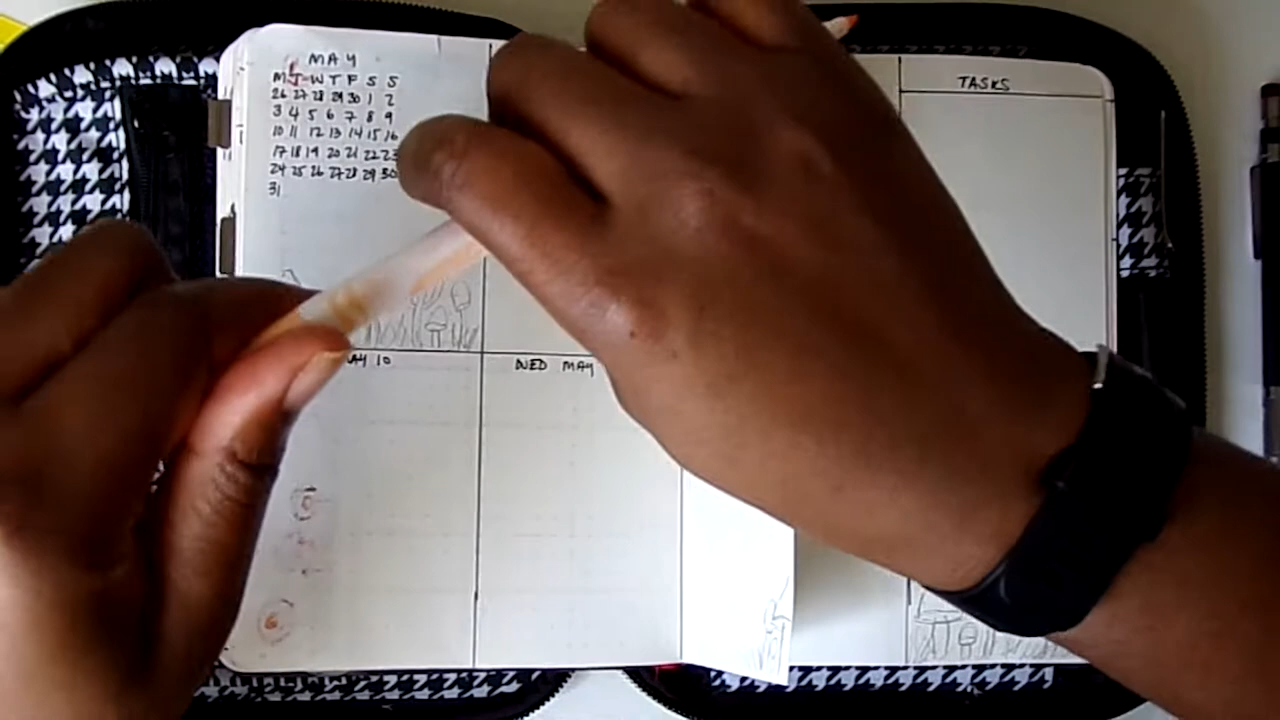 MAY
M T W T F S S
26 27 28 29 30 1 2
3 4 5 6 7 8 9
10 11 12 13 14 15 16
17 18 19 20 21 22 23
24 25 26 27 28 29 30
31
TASKS
AY 10
WED MAY
6